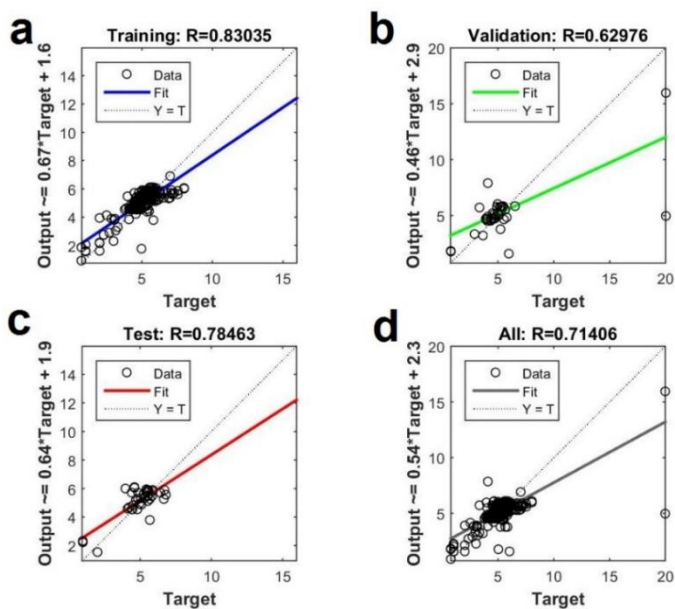 a
Training: R=0.83035
Output ~= 0.67*Target + 1.6
16
14
12
10
8
6
4
2
Data
Fit
Y = T
5
10
15
Target
b
Validation: R=0.62976
Output ~= 0.46*Target + 2.9
20
15
10
5
Data
Fit
Y = T
5
10
15
20
Target
c
Test: R=0.78463
Output ~= 0.64*Target + 1.9
16
14
12
10
8
6
4
2
Data
Fit
Y = T
5
10
15
Target
d
All: R=0.71406
Output ~= 0.54*Target + 2.3
20
15
10
5
Data
Fit
Y = T
5
10
15
20
Target